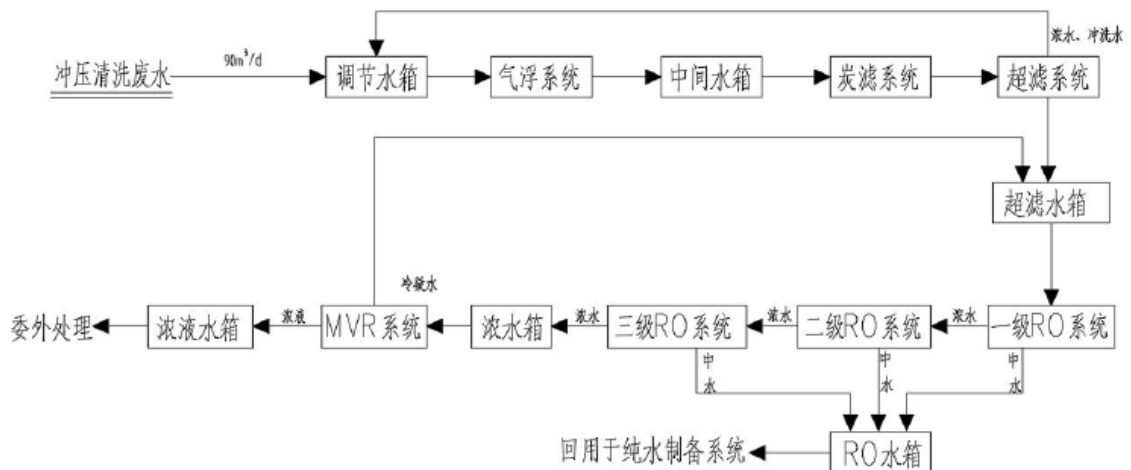 浓水、冲洗水
90m³/d
冲压清洗废水
调节水箱
气浮系统
中间水箱
炭滤系统
超滤系统
超滤水箱
冷凝水
委外处理
浓液水箱
浓液
MVR系统
浓水箱
浓水
三级RO系统
浓水
二级RO系统
浓水
一级RO系统
中水
中水
中水
回用于纯水制备系统
RO水箱